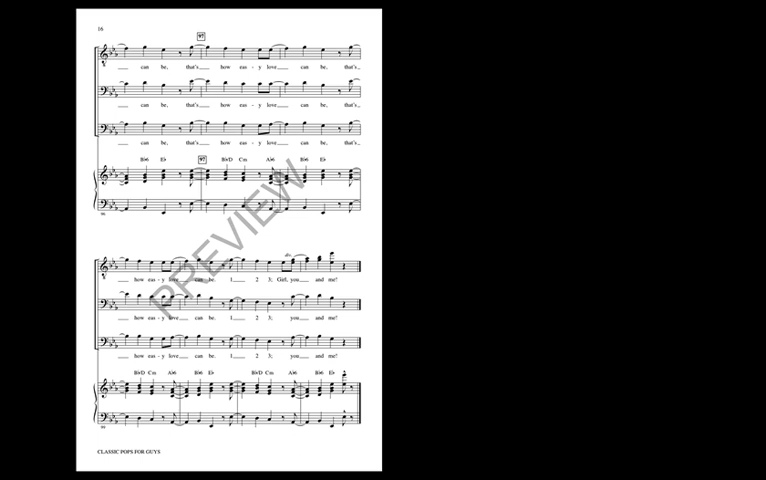 16
97
can be, that's how eas - y love can be, that's
can be, that's how eas - y love can be, that's
can be, that's how eas - y love can be, that's
B♭6 E♭ 97 B♭/D Cm A♭6 B♭6 E♭
96
PREVIEW
how eas - y love can be. 1 2 3; Girl, you and me!
how eas - y love can be. 1 2 3; you and me!
how eas - y love can be. 1 2 3; you and me!
B♭/D Cm A♭6 B♭6 E♭ B♭/D Cm A♭6 B♭6 E♭
CLASSIC POPS FOR GUYS